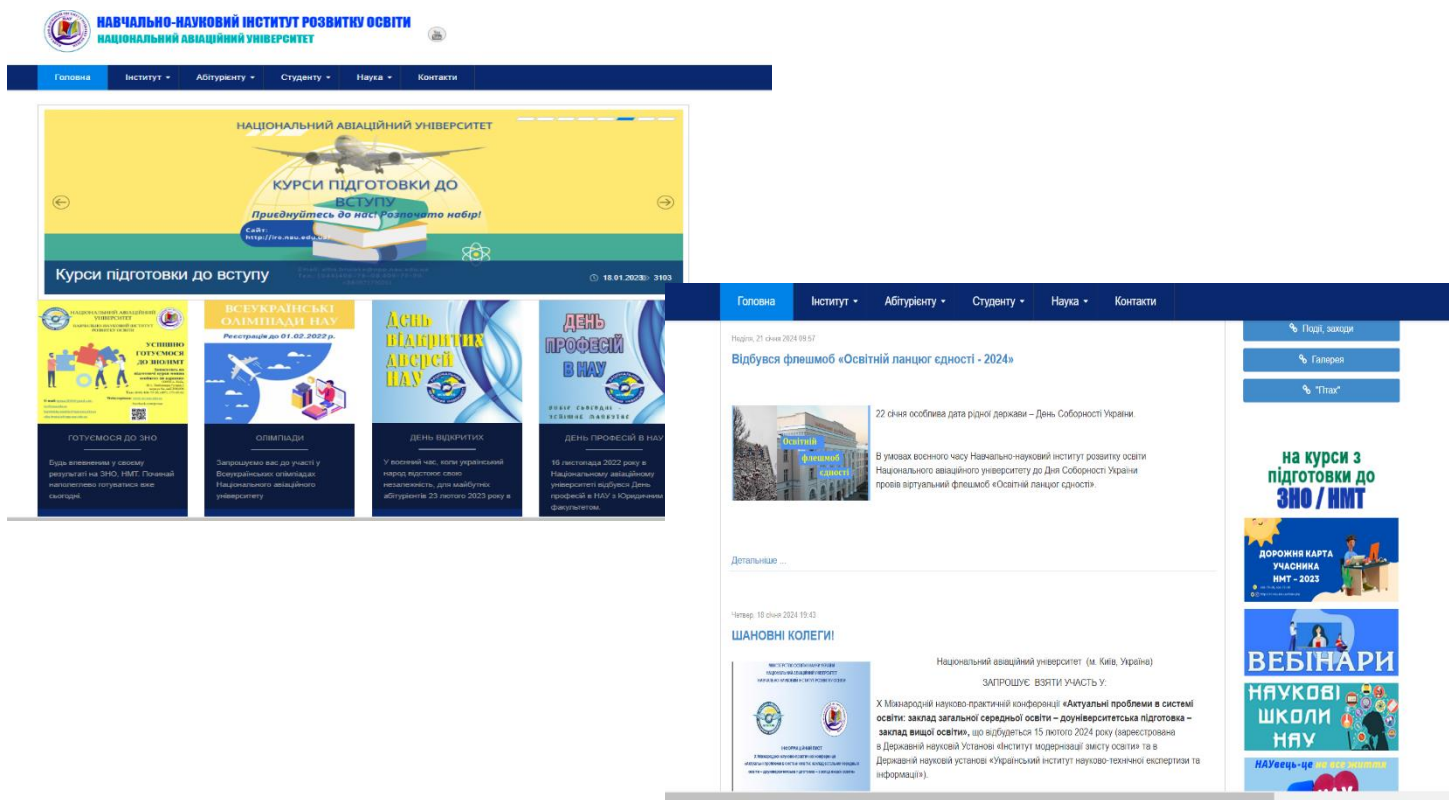 НАВЧАЛЬНО-НАУКОВИЙ ІНСТИТУТ РОЗВИТКУ ОСВІТИ
НАЦІОНАЛЬНИЙ АВІАЦІЙНИЙ УНІВЕРСИТЕТ
Головна Інститут Абітурієнту Студенту Наука Контакти
НАЦІОНАЛЬНИЙ АВІАЦІЙНИЙ УНІВЕРСИТЕТ
КУРСИ ПІДГОТОВКИ ДО
ВСТУПУ
Приєднуйтесь до нас! Розпочато набір!
Сайт:
Курси підготовки до вступу
18.01.2023 3103
УСПІШНО
ГОТУЄМОСЯ
ДО ЗНО/НМТ
ВСЕУКРАЇНСЬКІ
ОЛІМПІАДИ НАУ
Реєстрація до 01.02.2022 р.
День
відкритих
дверей
НАУ
ДЕНЬ
ПРОФЕСІЙ
В НАУ
ГОТУЄМОСЯ ДО ЗНО
Будь впевненим у своєму
результаті на ЗНО, НМТ. Починай
наполегливо готуватися вже
сьогодні.
ОЛІМПІАДИ
Запрошуємо вас до участі у
Всеукраїнських олімпіадах
Національного авіаційного
університету
ДЕНЬ ВІДКРИТИХ
У воєнний час, коли український
народ відстоює свою
незалежність, для майбутніх
абітурієнтів 23 лютого 2023 року в
ДЕНЬ ПРОФЕСІЙ В НАУ
16 листопада 2022 року в
Національному авіаційному
університеті відбувся День
професій в НАУ з Юридичним
факультетом.
Головна Інститут Абітурієнту Студенту Наука Контакти
Неділя, 21 січня 2024 09:57
Відбувся флешмоб «Освітній ланцюг єдності - 2024»
Освітній
флешмоб
єдності
22 січня особлива дата рідної держави – День Соборності України.
В умовах воєнного часу Навчально-науковий інститут розвитку освіти
Національного авіаційного університету до Дня Соборності України
провів віртуальний флешмоб «Освітній ланцюг єдності».
Детальніше ...
Четвер, 18 січня 2024 19:43
ШАНОВНІ КОЛЕГИ!
Національний авіаційний університет (м. Київ, Україна)
ЗАПРОШУЄ ВЗЯТИ УЧАСТЬ У:
X Міжнародній науково-практичній конференції «Актуальні проблеми в системі
освіти: заклад загальної середньої освіти – доуніверситетська підготовка –
заклад вищої освіти», що відбудеться 15 лютого 2024 року (зареєстрована
в Державній науковій Установі «Інститут модернізації змісту освіти» та в
Державній науковій установі «Український інститут науково-технічної експертизи та
інформації»).
Події, заходи
Галерея
"Птах"
на курси з
підготовки до
ЗНО / НМТ
ДОРОЖНЯ КАРТА
УЧАСНИКА
НМТ - 2023
ВЕБІНАРИ
НАУКОВІ
ШКОЛИ
НАУ
НАУвець-це на все життя